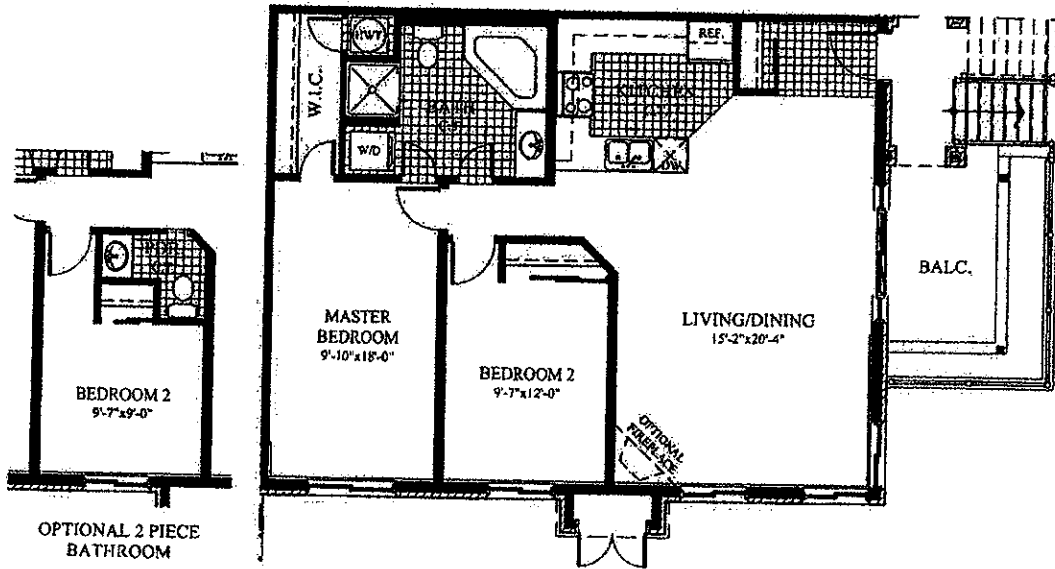 HWT
REF.
W.I.C.
BATH
KITCHEN
W/D
DW
BALC.
MASTER
BEDROOM
9'-10"x18'-0"
LIVING/DINING
15'-2"x20'-4"
BEDROOM 2
9'-7"x12'-0"
OPTIONAL
FIREPLACE
BEDROOM 2
9'-7"x9'-0"
OPTIONAL 2 PIECE
BATHROOM